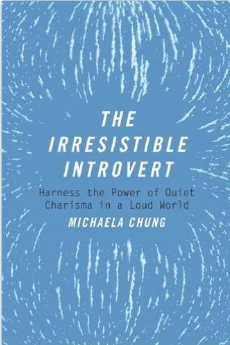 THE
IRRESISTIBLE
INTROVERT
Harness the Power of Quiet
Charisma in a Loud World
MICHAELA CHUNG